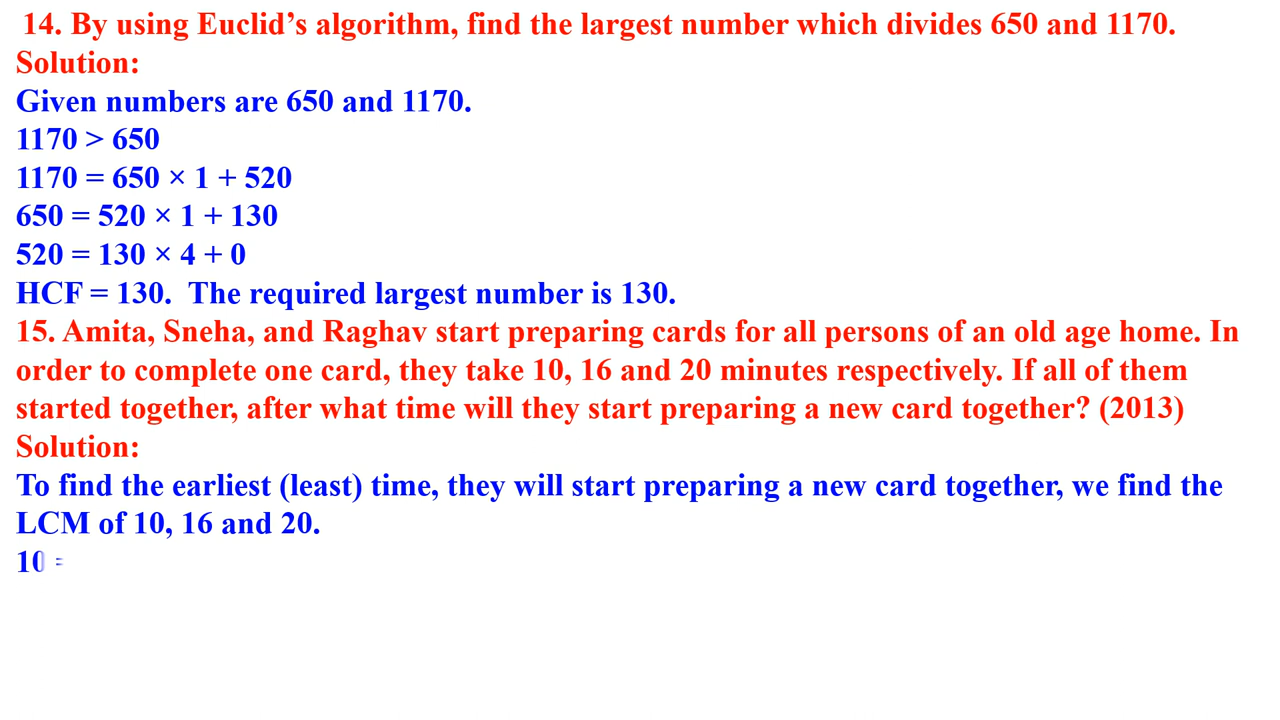 14. By using Euclid’s algorithm, find the largest number which divides 650 and 1170.
Solution:
Given numbers are 650 and 1170.
1170 > 650
1170 = 650 × 1 + 520
650 = 520 × 1 + 130
520 = 130 × 4 + 0
HCF = 130.  The required largest number is 130.
15. Amita, Sneha, and Raghav start preparing cards for all persons of an old age home. In
order to complete one card, they take 10, 16 and 20 minutes respectively. If all of them
started together, after what time will they start preparing a new card together? (2013)
Solution:
To find the earliest (least) time, they will start preparing a new card together, we find the
LCM of 10, 16 and 20.
10 =